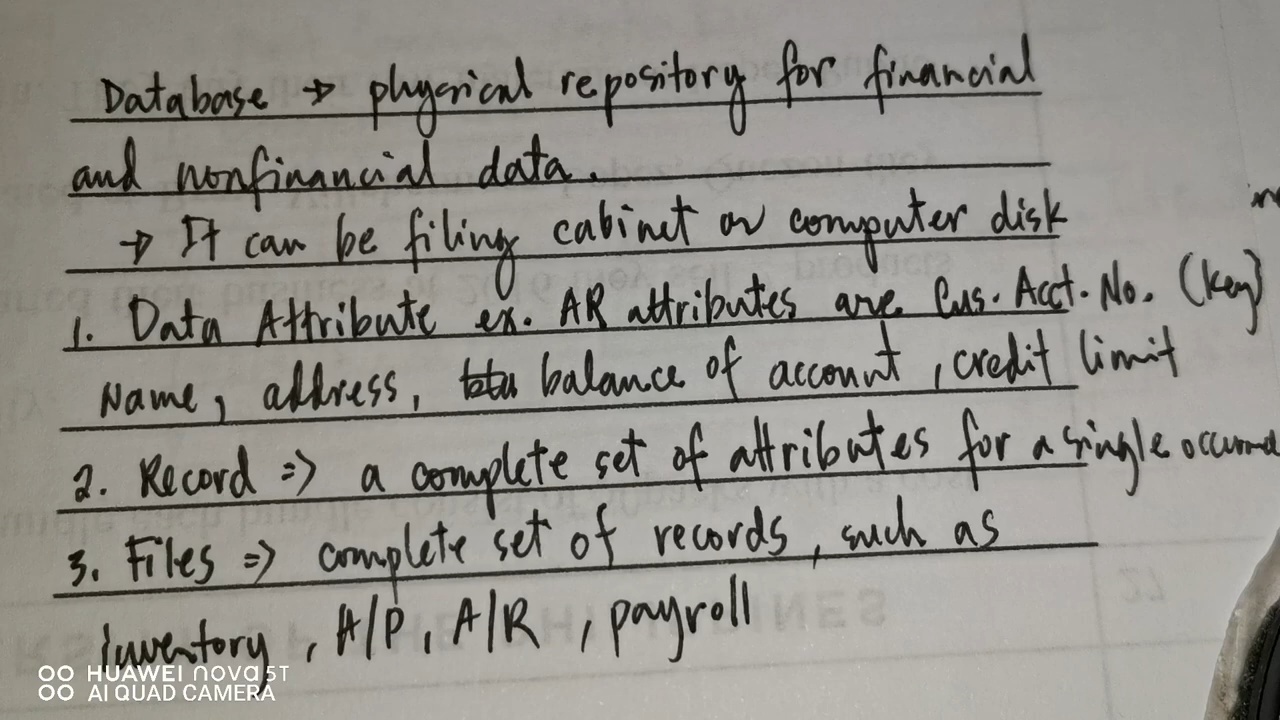 Database → physical repository for financial
and nonfinancial data.
→ It can be filing cabinet or computer disk
1. Data Attribute ex. AR attributes are Cus. Acct. No. (key)
Name, address, balance of account, credit limit
2. Record => a complete set of attributes for a single
3. Files => complete set of records, such as
inventory, A/P, A/R, payroll
HUAWEI nova 5T
AI QUAD CAMERA